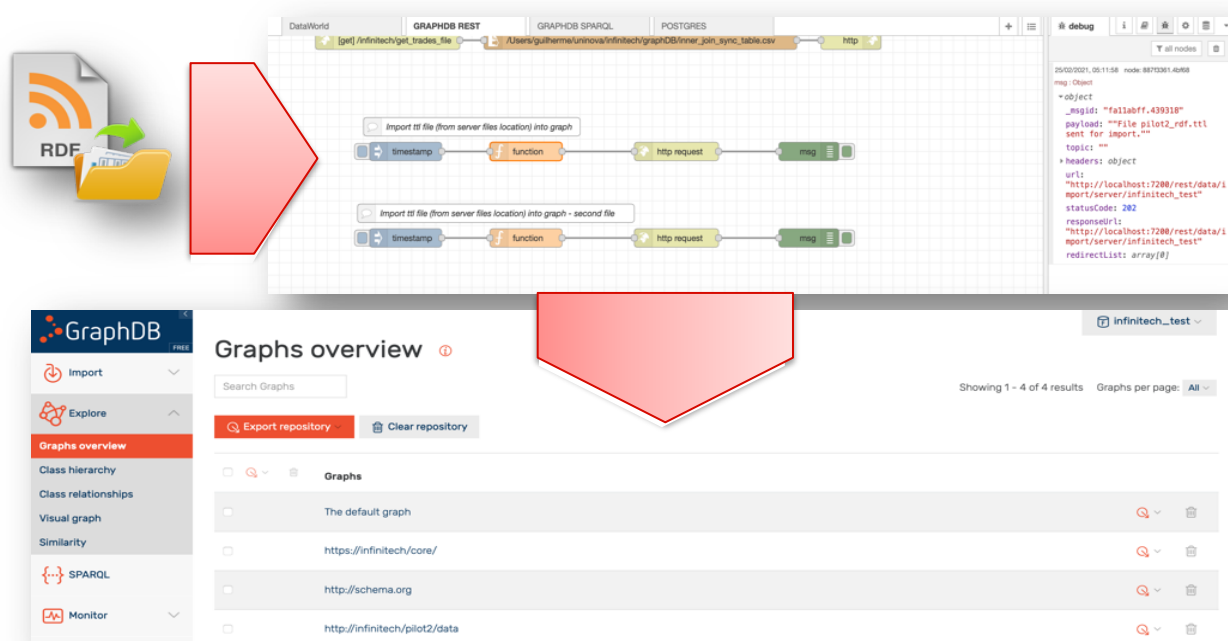 DataWorld GRAPHDB REST GRAPHDB SPARQL POSTGRES
debug
[get] /infinitech/get_trades_file /Users/guilherme/uninova/infinitech/graphDB/inner_join_sync_table.csv http
all nodes
25/02/2021, 05:11:58 node: 887f3361.4bf68
msg : Object
object
_msgid: "fa11abff.439318"
payload: ""File pilot2_rdf.ttl
sent for import.""
topic: ""
headers: object
url:
"http://localhost:7200/rest/data/i
mport/server/infinitech_test"
statusCode: 202
responseUrl:
"http://localhost:7200/rest/data/i
mport/server/infinitech_test"
redirectList: array[0]
RDF
Import ttl file (from server files location) into graph
timestamp function http request msg
Import ttl file (from server files location) into graph - second file
timestamp function http request msg
GraphDB
FREE
infinitech_test
Graphs overview
Import
Explore
Graphs overview
Class hierarchy
Class relationships
Visual graph
Similarity
SPARQL
Monitor
Search Graphs
Showing 1 - 4 of 4 results Graphs per page: All
Export repository Clear repository
Graphs
The default graph
https://infinitech/core/
http://schema.org
http://infinitech/pilot2/data